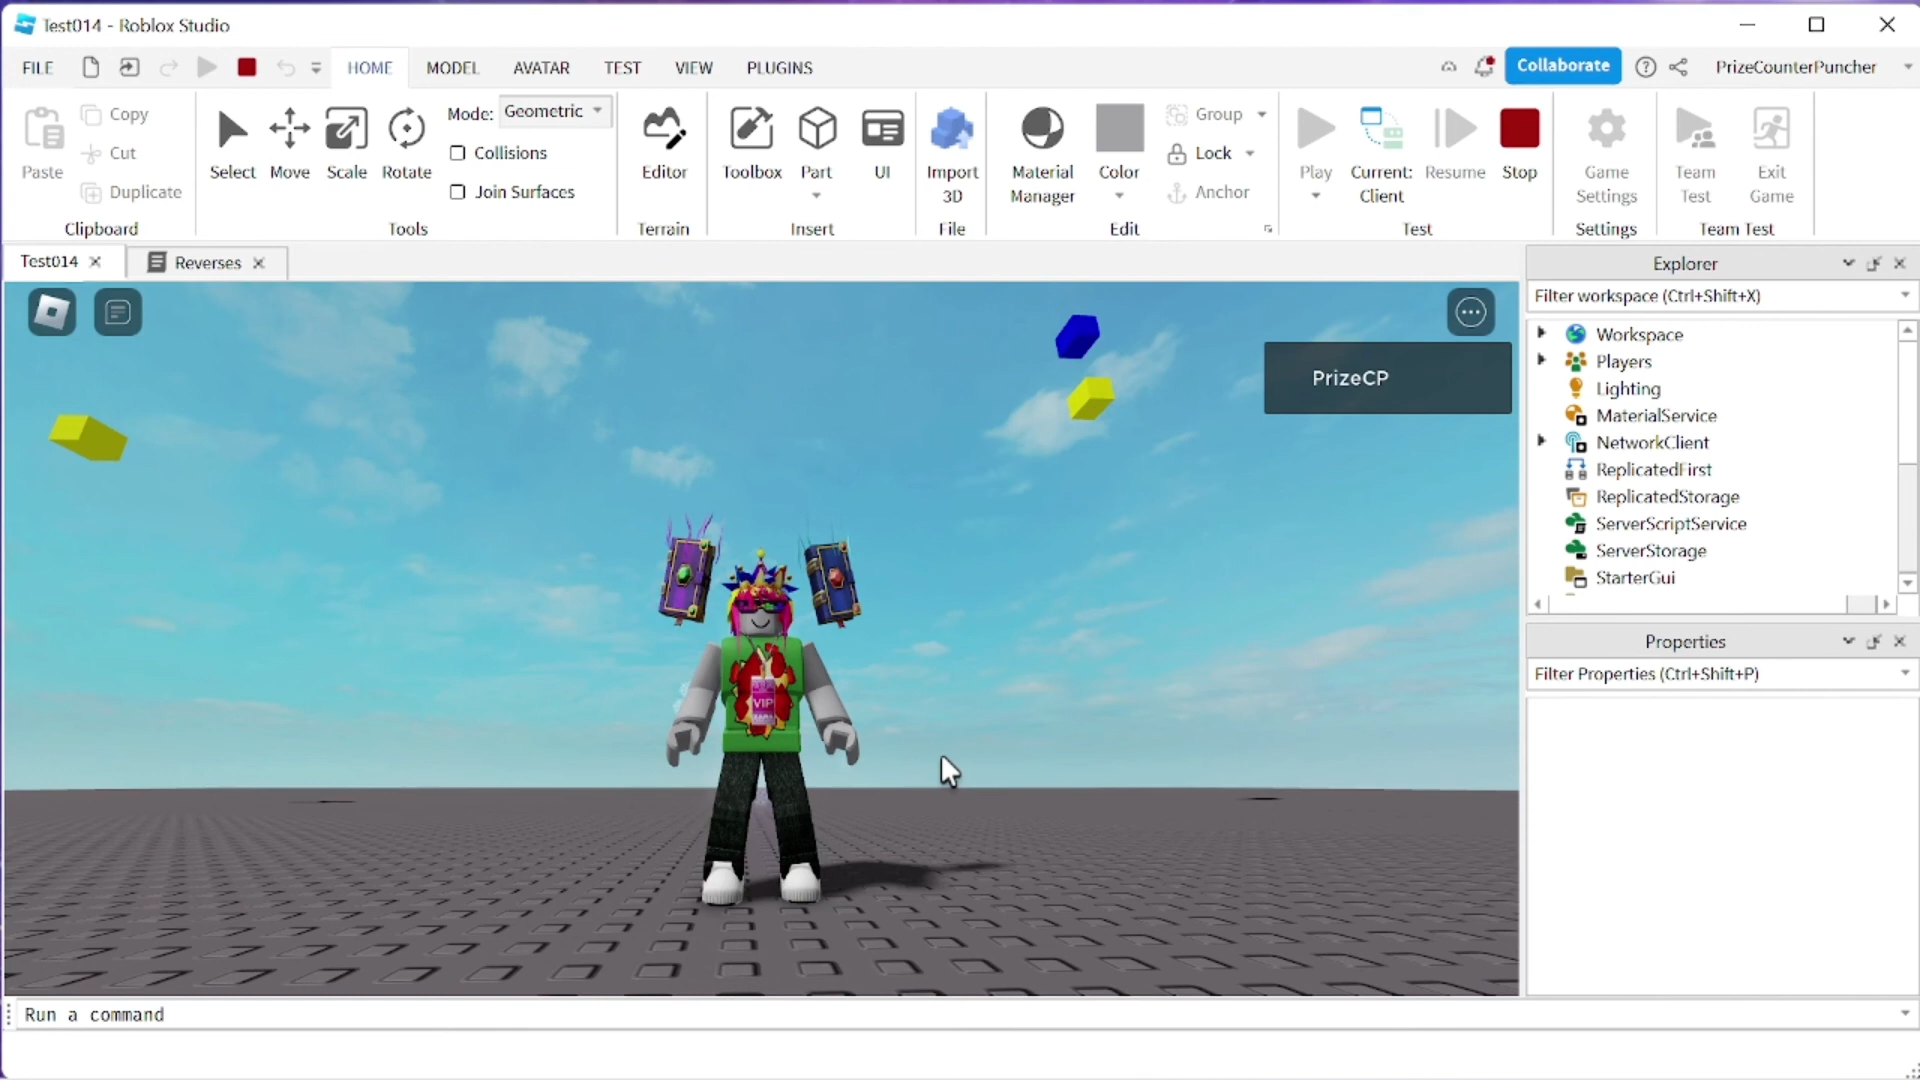 Test014 - Roblox Studio
FILE HOME MODEL AVATAR TEST VIEW PLUGINS Collaborate PrizeCounterPuncher
Paste Copy Cut Duplicate
Clipboard
Select Move Scale Rotate Mode: Geometric
Collisions
Join Surfaces
Tools
Editor
Terrain
Toolbox Part UI
Insert
Import 3D
File
Material Manager Color Group Lock Anchor
Edit
Play Current: Client Resume Stop
Test
Game Settings
Settings
Team Test Exit Game
Team Test
Test014 Reverses
PrizeCP
VIP
Explorer
Filter workspace (Ctrl+Shift+X)
Workspace
Players
Lighting
MaterialService
NetworkClient
ReplicatedFirst
ReplicatedStorage
ServerScriptService
ServerStorage
StarterGui
Properties
Filter Properties (Ctrl+Shift+P)
Run a command